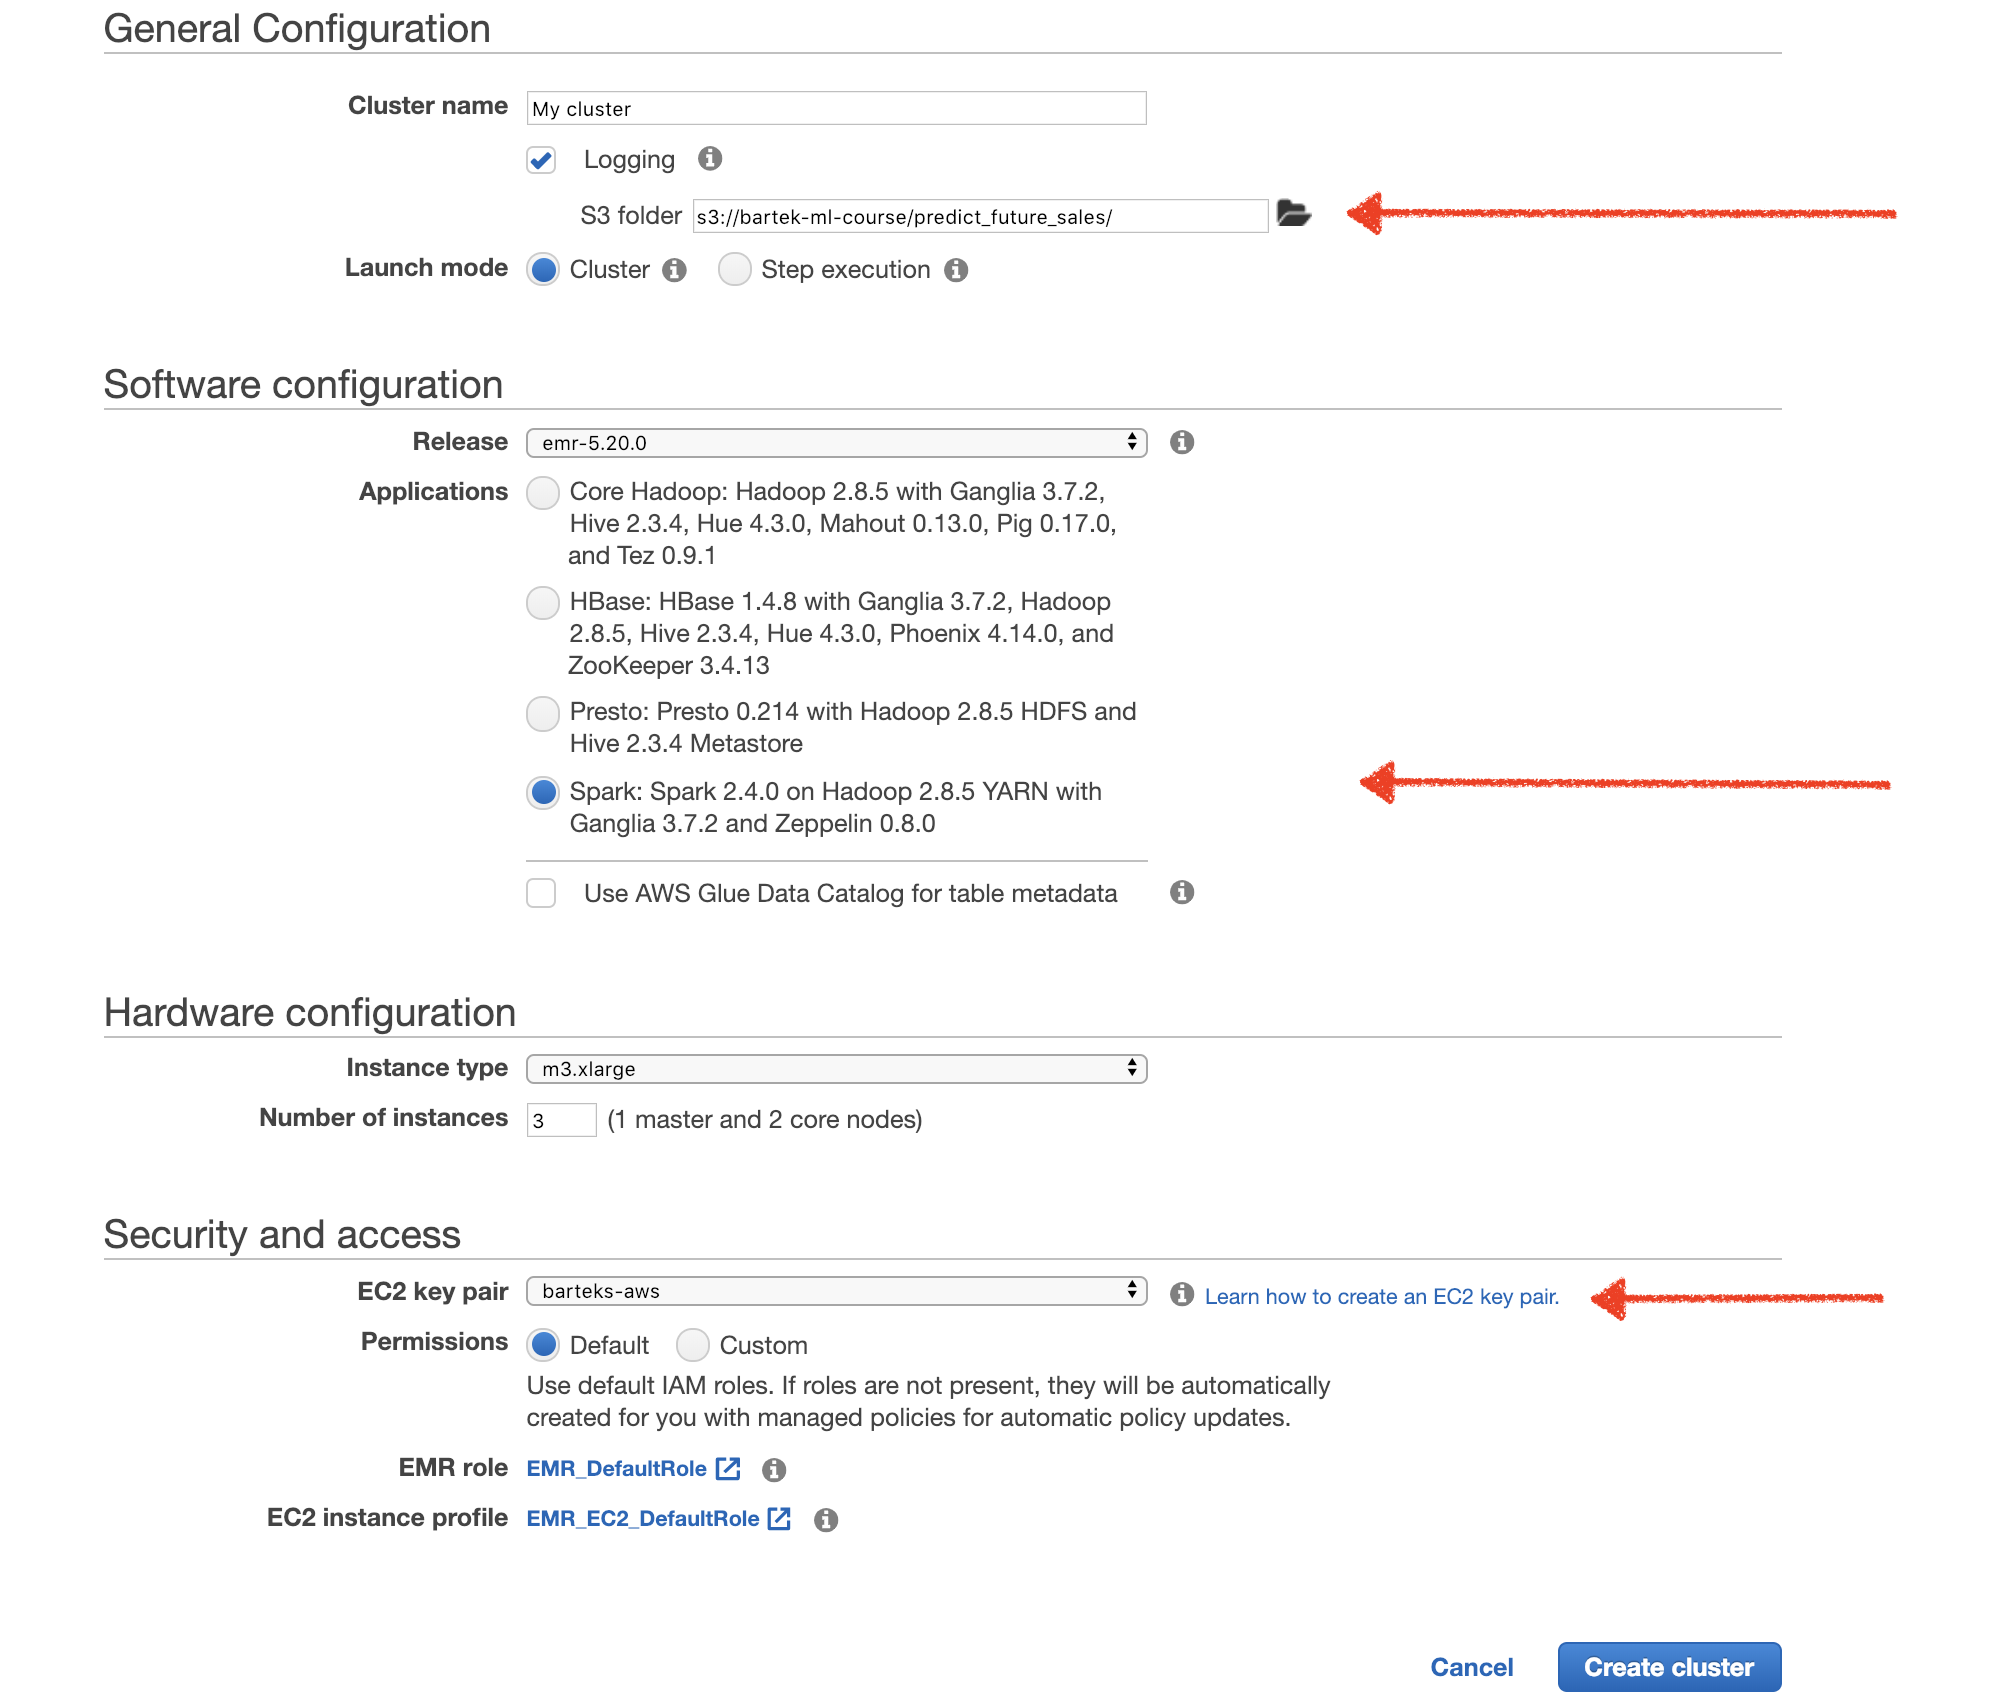 General Configuration
Cluster name My cluster
Logging
S3 folder s3://bartek-ml-course/predict_future_sales/
Launch mode Cluster Step execution
Software configuration
Release emr-5.20.0
Applications Core Hadoop: Hadoop 2.8.5 with Ganglia 3.7.2,
Hive 2.3.4, Hue 4.3.0, Mahout 0.13.0, Pig 0.17.0,
and Tez 0.9.1
HBase: HBase 1.4.8 with Ganglia 3.7.2, Hadoop
2.8.5, Hive 2.3.4, Hue 4.3.0, Phoenix 4.14.0, and
ZooKeeper 3.4.13
Presto: Presto 0.214 with Hadoop 2.8.5 HDFS and
Hive 2.3.4 Metastore
Spark: Spark 2.4.0 on Hadoop 2.8.5 YARN with
Ganglia 3.7.2 and Zeppelin 0.8.0
Use AWS Glue Data Catalog for table metadata
Hardware configuration
Instance type m3.xlarge
Number of instances 3 (1 master and 2 core nodes)
Security and access
EC2 key pair barteks-aws Learn how to create an EC2 key pair.
Permissions Default Custom
Use default IAM roles. If roles are not present, they will be automatically
created for you with managed policies for automatic policy updates.
EMR role EMR_DefaultRole
EC2 instance profile EMR_EC2_DefaultRole
Cancel Create cluster